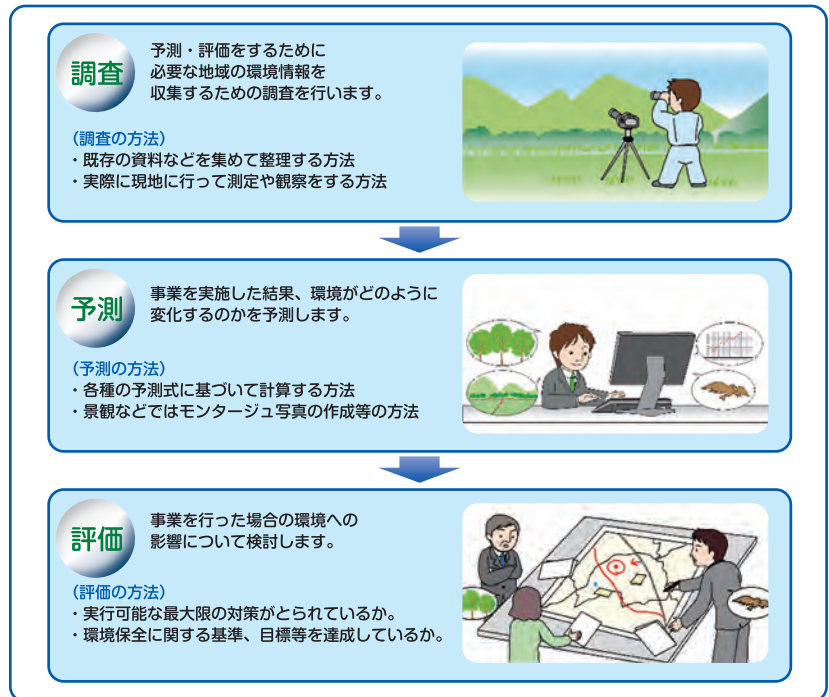 調査
予測・評価をするために
必要な地域の環境情報を
収集するための調査を行います。
（調査の方法）
・既存の資料などを集めて整理する方法
・実際に現地に行って測定や観察をする方法
予測
事業を実施した結果、環境がどのように
変化するのかを予測します。
（予測の方法）
・各種の予測式に基づいて計算する方法
・景観などではモンタージュ写真の作成等の方法
評価
事業を行った場合の環境への
影響について検討します。
（評価の方法）
・実行可能な最大限の対策がとられているか。
・環境保全に関する基準、目標等を達成しているか。